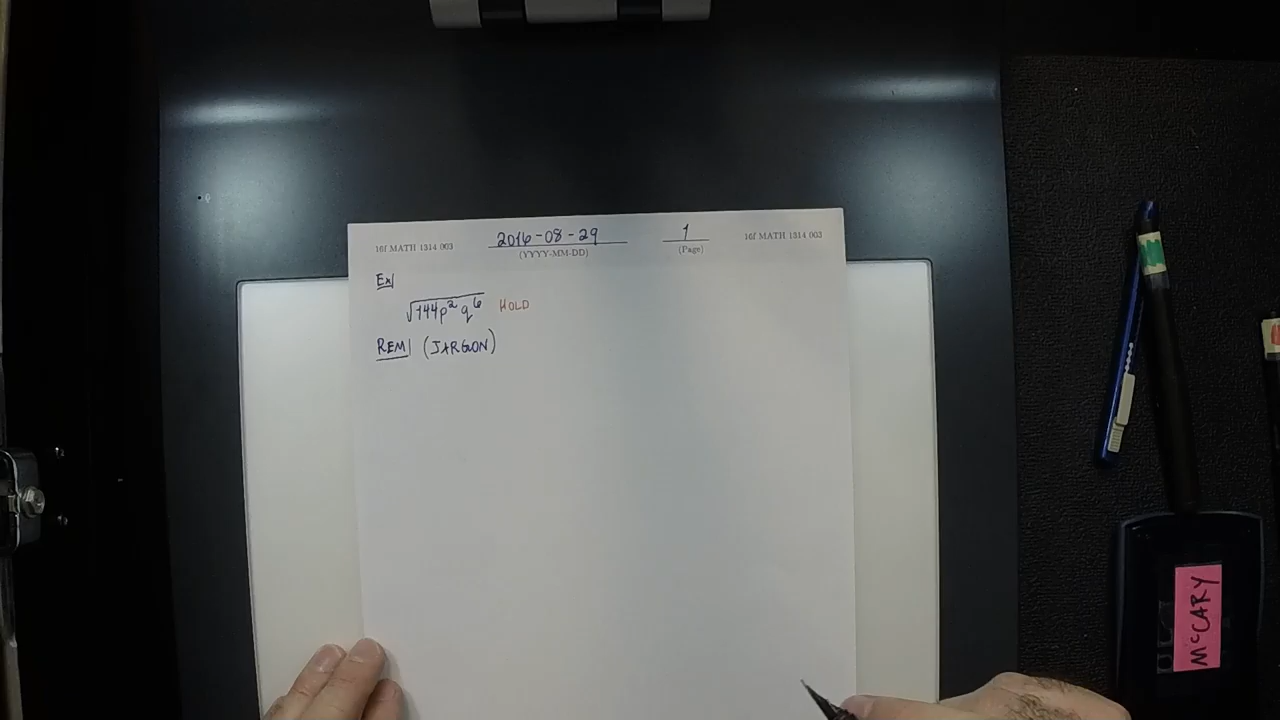 16f MATH 1314 003 2016-08-29 1 16f MATH 1314 003
(YYYY-MM-DD) (Page)
Ex
√144p²q⁶ HOLD
REM (JARGON)
McCARY